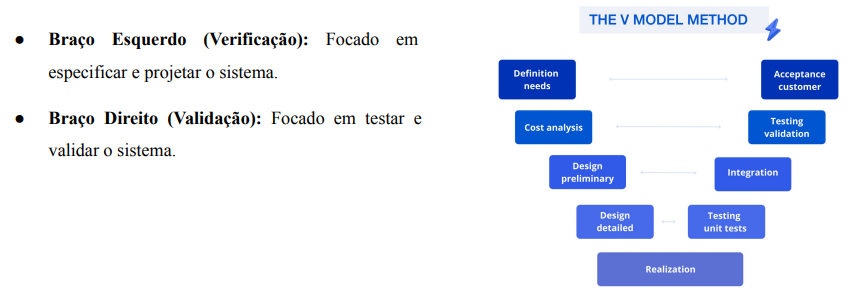 ● Braço Esquerdo (Verificação): Focado em
especificar e projetar o sistema.
● Braço Direito (Validação): Focado em testar e
validar o sistema.
THE V MODEL METHOD
Definition
needs
Acceptance
customer
Cost analysis
Testing
validation
Design
preliminary
Integration
Design
detailed
Testing
unit tests
Realization